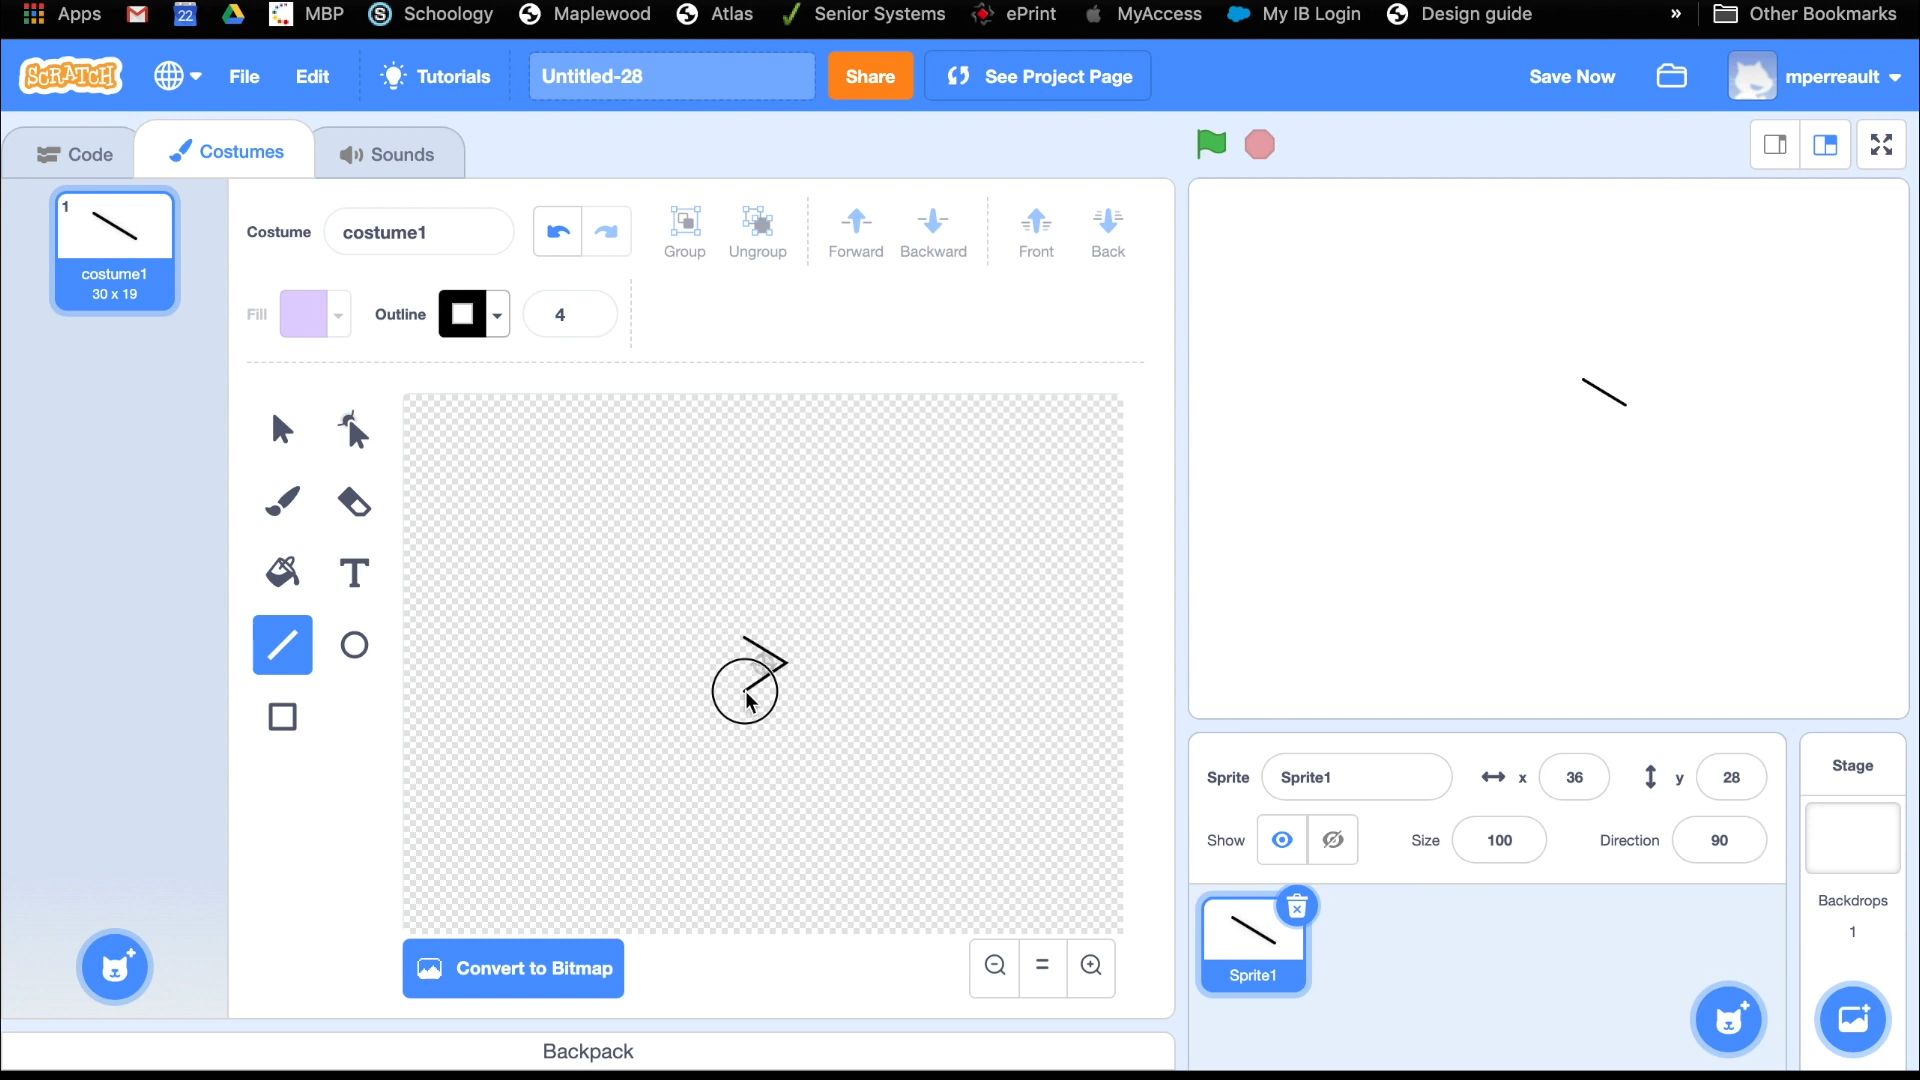 Apps 22 MBP Schoology Maplewood Atlas Senior Systems ePrint MyAccess My IB Login Design guide » Other Bookmarks
SCRATCH File Edit Tutorials Untitled-28 Share See Project Page Save Now mperreault
Code Costumes Sounds
1
costume1
30 x 19
Costume costume1 Group Ungroup Forward Backward Front Back
Fill Outline 4
T
Convert to Bitmap =
Backpack
Sprite Sprite1 x 36 y 28
Show Size 100 Direction 90
Sprite1
Stage
Backdrops
1